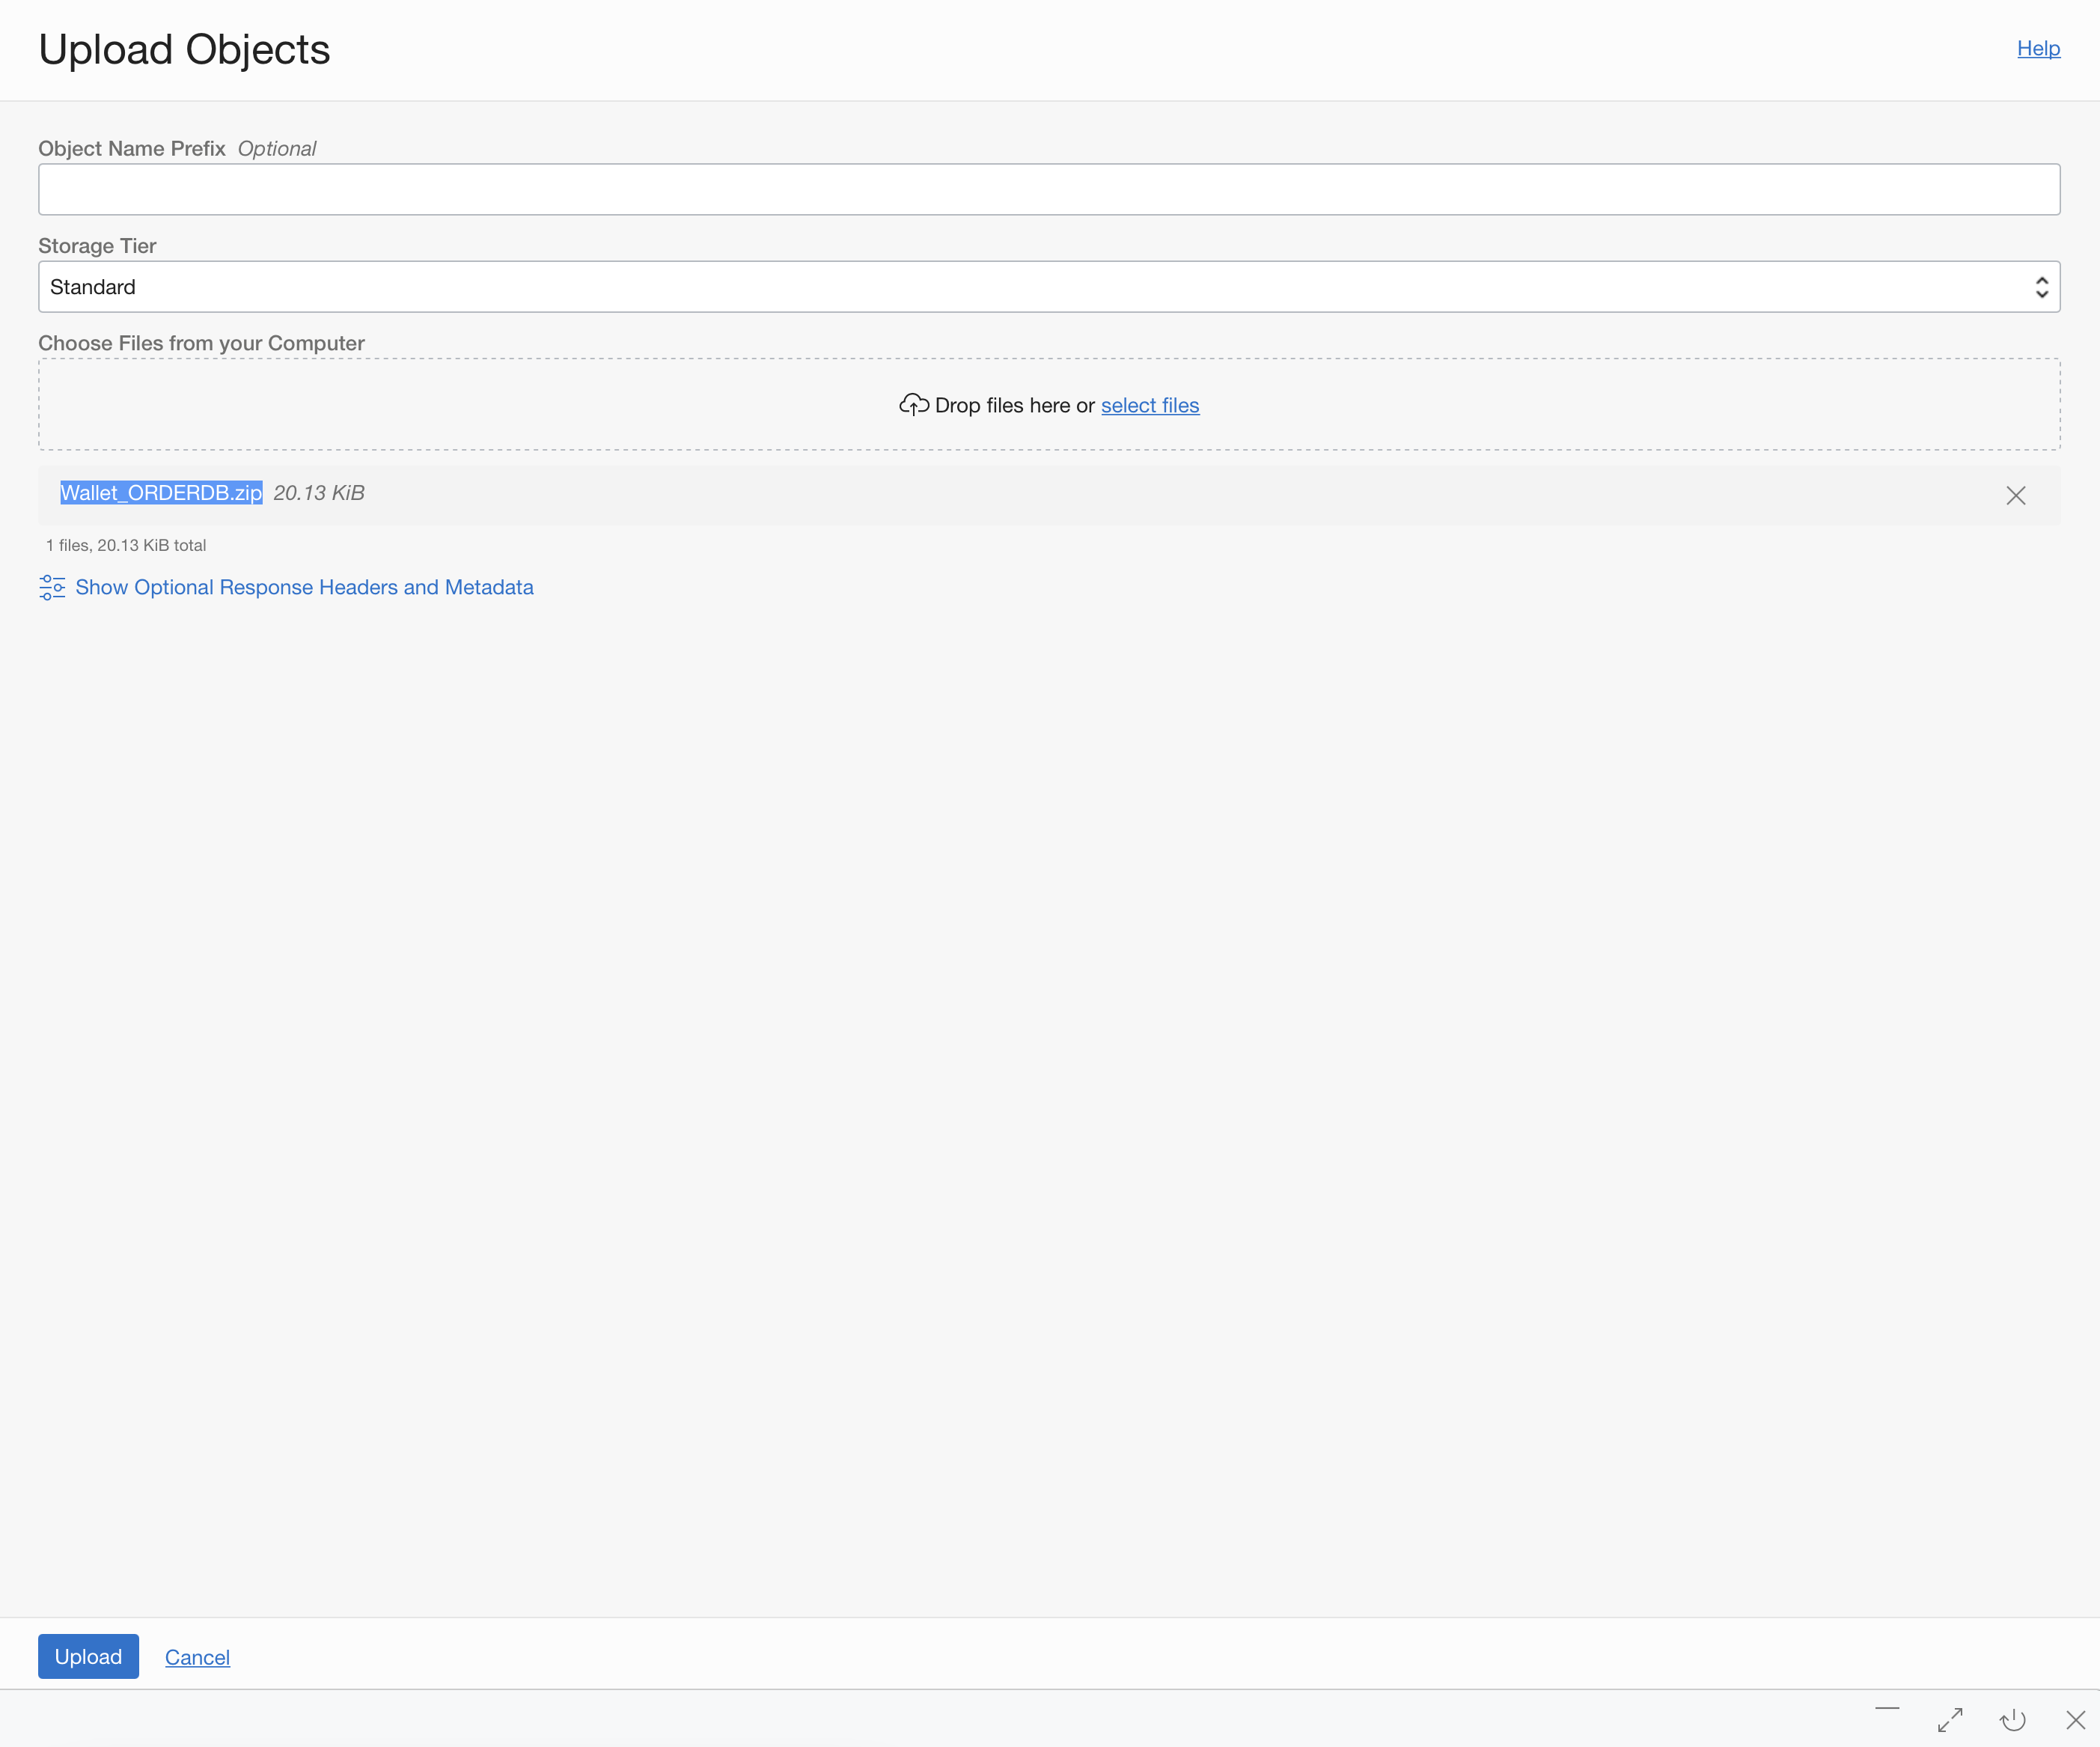 Upload Objects
Help
Object Name Prefix Optional
Storage Tier
Standard
Choose Files from your Computer
Drop files here or select files
Wallet_ORDERDB.zip 20.13 KiB
1 files, 20.13 KiB total
Show Optional Response Headers and Metadata
Upload Cancel